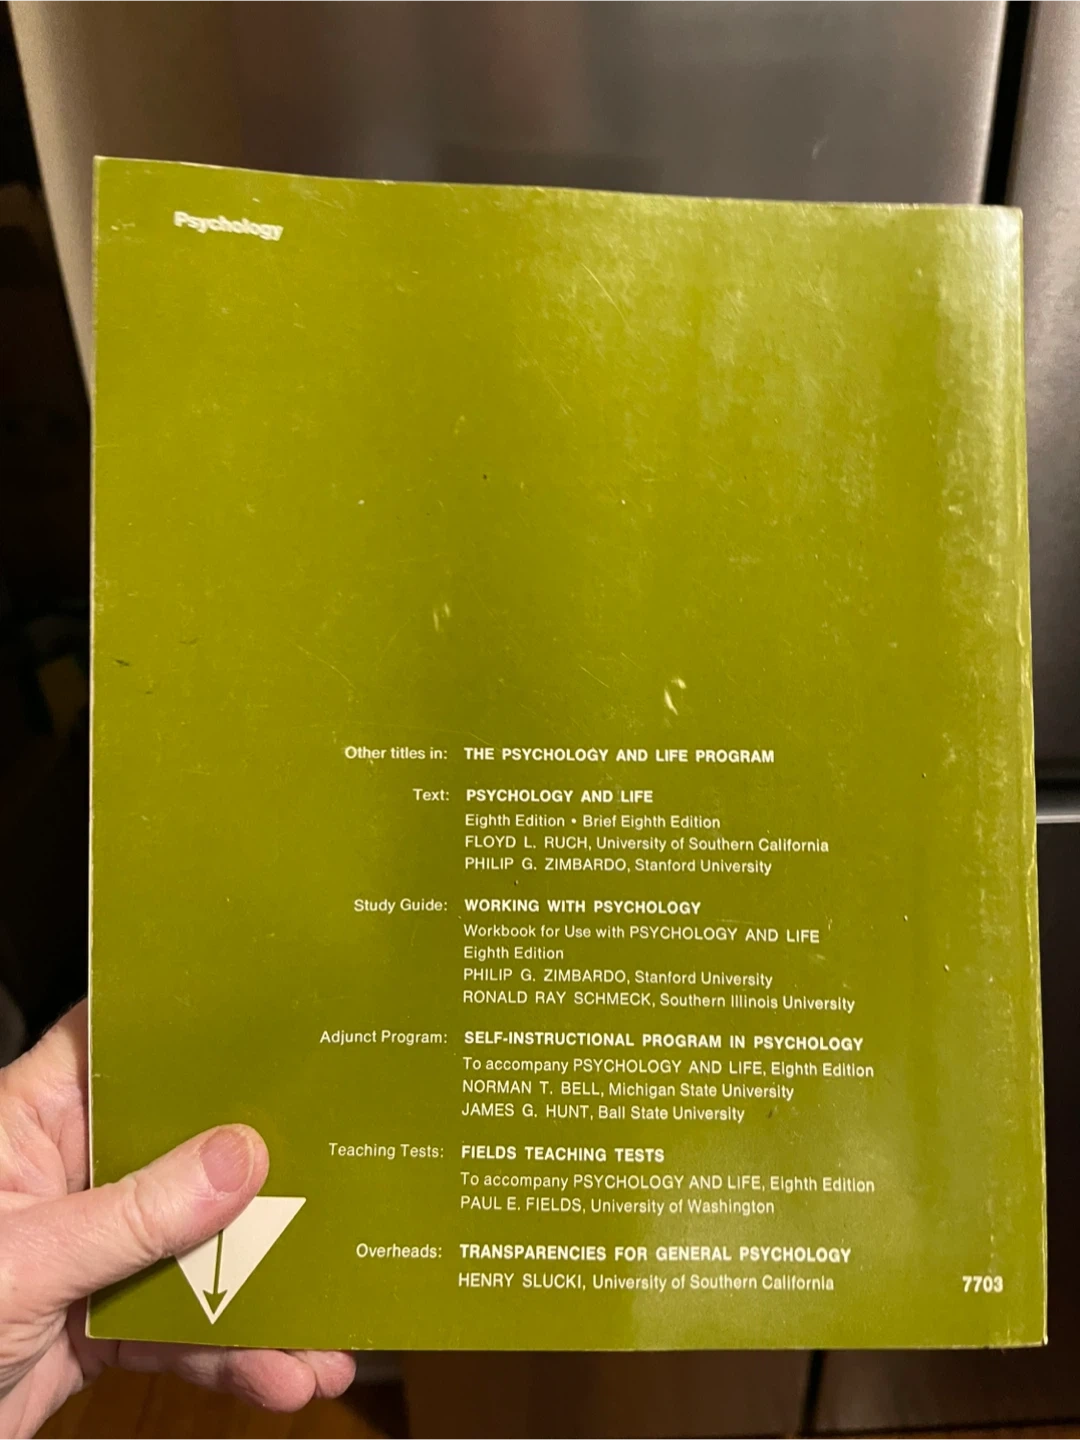 Psychology
Other titles in: THE PSYCHOLOGY AND LIFE PROGRAM
Text: PSYCHOLOGY AND LIFE
Eighth Edition • Brief Eighth Edition
FLOYD L. RUCH, University of Southern California
PHILIP G. ZIMBARDO, Stanford University
Study Guide: WORKING WITH PSYCHOLOGY
Workbook for Use with PSYCHOLOGY AND LIFE
Eighth Edition
PHILIP G. ZIMBARDO, Stanford University
RONALD RAY SCHMECK, Southern Illinois University
Adjunct Program: SELF-INSTRUCTIONAL PROGRAM IN PSYCHOLOGY
To accompany PSYCHOLOGY AND LIFE, Eighth Edition
NORMAN T. BELL, Michigan State University
JAMES G. HUNT, Ball State University
Teaching Tests: FIELDS TEACHING TESTS
To accompany PSYCHOLOGY AND LIFE, Eighth Edition
PAUL E. FIELDS, University of Washington
Overheads: TRANSPARENCIES FOR GENERAL PSYCHOLOGY
HENRY SLUCKI, University of Southern California
7703